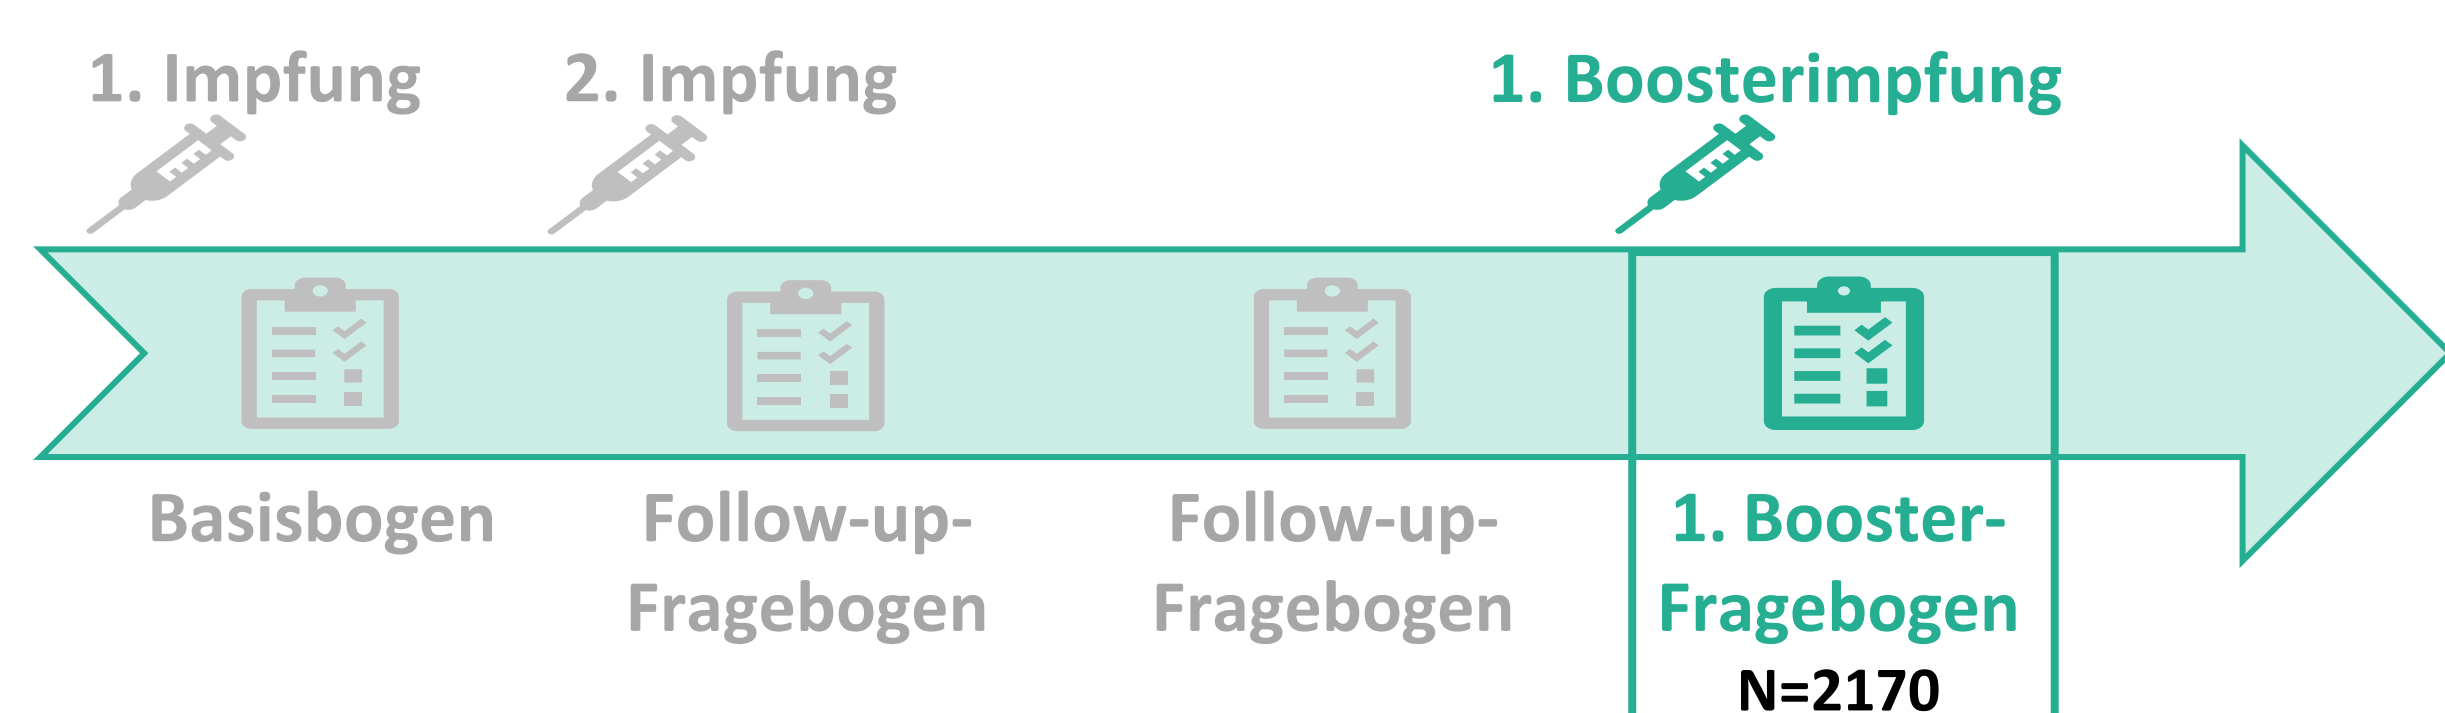 1. Impfung
2. Impfung
1. Boosterimpfung
Basisbogen
Follow-up-
Fragebogen
Follow-up-
Fragebogen
1. Booster-
Fragebogen
N=2170